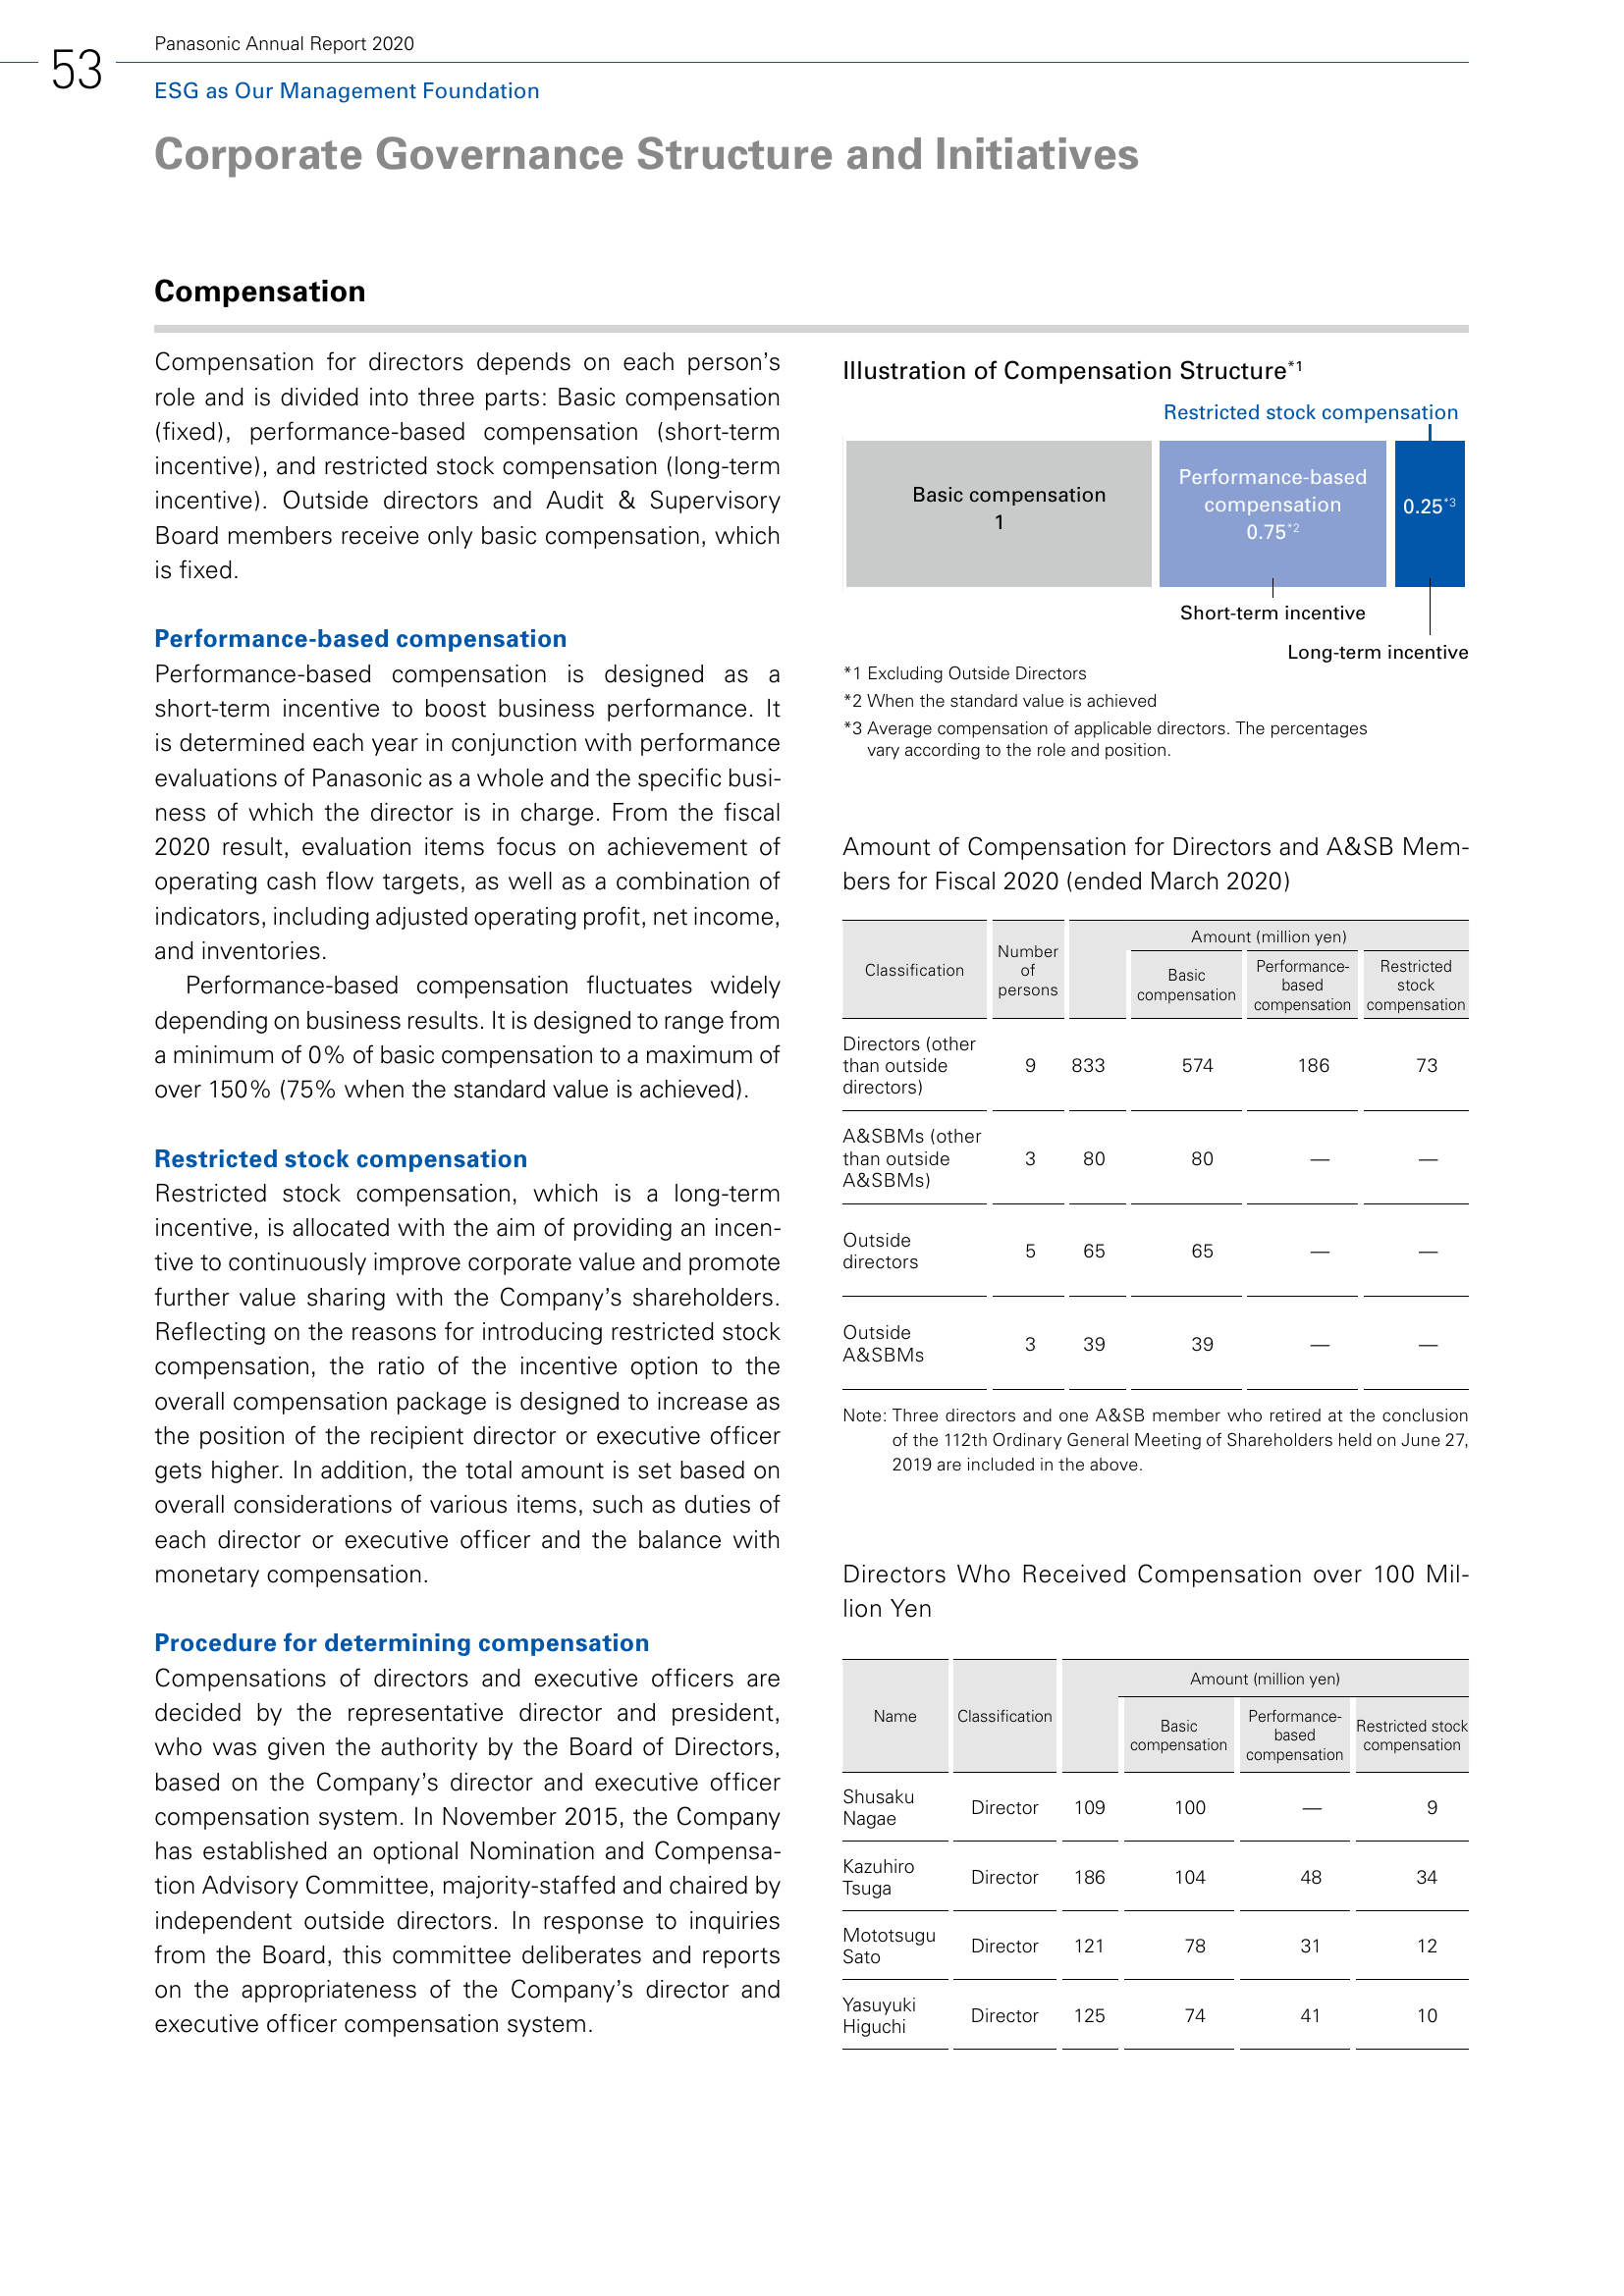 53
Panasonic Annual Report 2020
ESG as Our Management Foundation
Corporate Governance Structure and Initiatives
Compensation
Compensation for directors depends on each person’s
role and is divided into three parts: Basic compensation
(fixed), performance-based compensation (short-term
incentive), and restricted stock compensation (long-term
incentive). Outside directors and Audit & Supervisory
Board members receive only basic compensation, which
is fixed.
Performance-based compensation
Performance-based compensation is designed as a
short-term incentive to boost business performance. It
is determined each year in conjunction with performance
evaluations of Panasonic as a whole and the specific busi-
ness of which the director is in charge. From the fiscal
2020 result, evaluation items focus on achievement of
operating cash flow targets, as well as a combination of
indicators, including adjusted operating profit, net income,
and inventories.
Performance-based compensation fluctuates widely
depending on business results. It is designed to range from
a minimum of 0% of basic compensation to a maximum of
over 150% (75% when the standard value is achieved).
Restricted stock compensation
Restricted stock compensation, which is a long-term
incentive, is allocated with the aim of providing an incen-
tive to continuously improve corporate value and promote
further value sharing with the Company’s shareholders.
Reflecting on the reasons for introducing restricted stock
compensation, the ratio of the incentive option to the
overall compensation package is designed to increase as
the position of the recipient director or executive officer
gets higher. In addition, the total amount is set based on
overall considerations of various items, such as duties of
each director or executive officer and the balance with
monetary compensation.
Procedure for determining compensation
Compensations of directors and executive officers are
decided by the representative director and president,
who was given the authority by the Board of Directors,
based on the Company’s director and executive officer
compensation system. In November 2015, the Company
has established an optional Nomination and Compensa-
tion Advisory Committee, majority-staffed and chaired by
independent outside directors. In response to inquiries
from the Board, this committee deliberates and reports
on the appropriateness of the Company’s director and
executive officer compensation system.
Illustration of Compensation Structure*1
Restricted stock compensation
Basic compensation
1
Performance-based
compensation
0.75*2
0.25*3
Short-term incentive
Long-term incentive
*1 Excluding Outside Directors
*2 When the standard value is achieved
*3 Average compensation of applicable directors. The percentages
vary according to the role and position.
Amount of Compensation for Directors and A&SB Mem-
bers for Fiscal 2020 (ended March 2020)
Classification
Number
of
persons
Amount (million yen)
Basic
compensation
Performance-
based
compensation
Restricted
stock
compensation
Directors (other
than outside
directors)
9 833 574 186 73
A&SBMs (other
than outside
A&SBMs)
3 80 80 — —
Outside
directors
5 65 65 — —
Outside
A&SBMs
3 39 39 — —
Note: Three directors and one A&SB member who retired at the conclusion
of the 112th Ordinary General Meeting of Shareholders held on June 27,
2019 are included in the above.
Directors Who Received Compensation over 100 Mil-
lion Yen
Name
Classification
Amount (million yen)
Basic
compensation
Performance-
based
compensation
Restricted stock
compensation
Shusaku
Nagae
Director 109 100 — 9
Kazuhiro
Tsuga
Director 186 104 48 34
Mototsugu
Sato
Director 121 78 31 12
Yasuyuki
Higuchi
Director 125 74 41 10